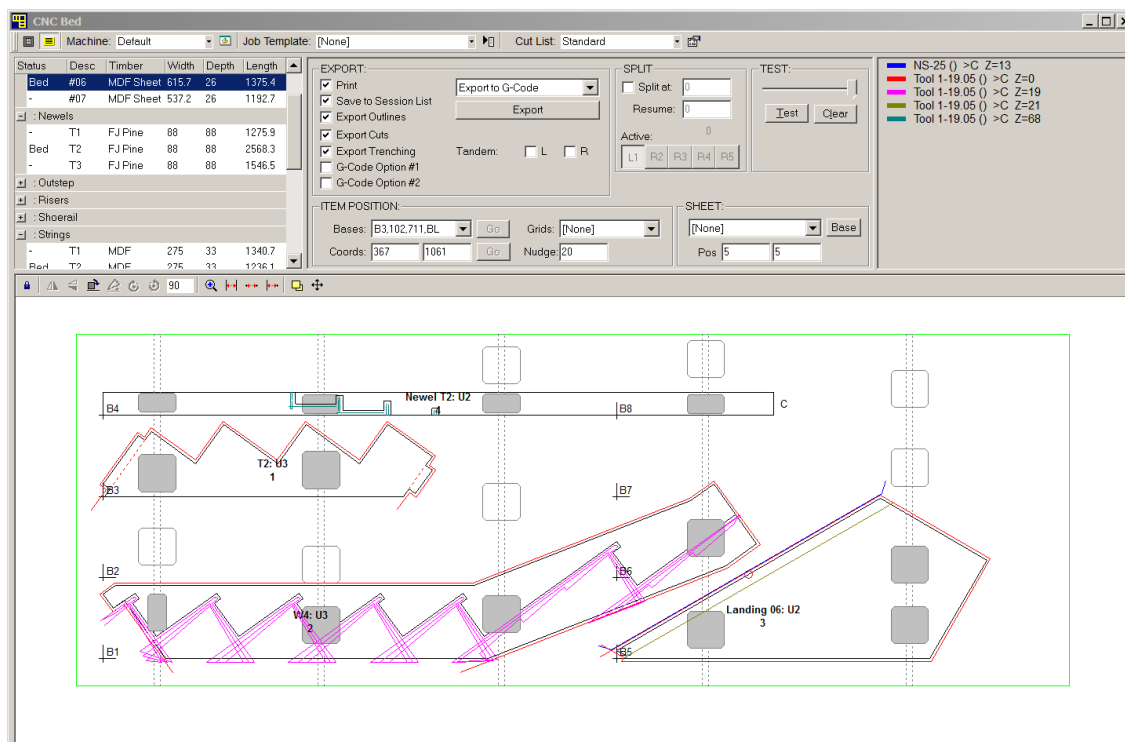 CNC Bed
Machine: Default Job Template: [None] Cut List: Standard
Status Desc Timber Width Depth Length
Bed #06 MDF Sheet 615.7 26 1375.4
- #07 MDF Sheet 537.2 26 1192.7
: Newels
- T1 FJ Pine 88 88 1275.9
Bed T2 FJ Pine 88 88 2568.3
- T3 FJ Pine 88 88 1546.5
: Outstep
: Risers
: Shoerail
: Strings
- T1 MDF 275 33 1340.7
Bed T2 MDF 275 33 1236.1
EXPORT:
Print
Save to Session List
Export Outlines
Export Cuts
Export Trenching
G-Code Option #1
G-Code Option #2
Export to G-Code
Export
Tandem: L R
SPLIT
Split at: 0
Resume: 0
0
Active:
L1 R2 R3 R4 R5
TEST:
Test Clear
ITEM POSITION:
Bases: B3,102,711,BL Go Grids: [None]
Coords: 367 1061 Go Nudge: 20
SHEET:
[None] Base
Pos 5 5
NS-25 () >C Z=13
Tool 1-19.05 () >C Z=0
Tool 1-19.05 () >C Z=19
Tool 1-19.05 () >C Z=21
Tool 1-19.05 () >C Z=68
90
Newel T2: U2
4
B4 B8 C
T2: U3
1
B3 B7
B2 B6
W4: U3
2
Landing 06: U2
3
B1 B5